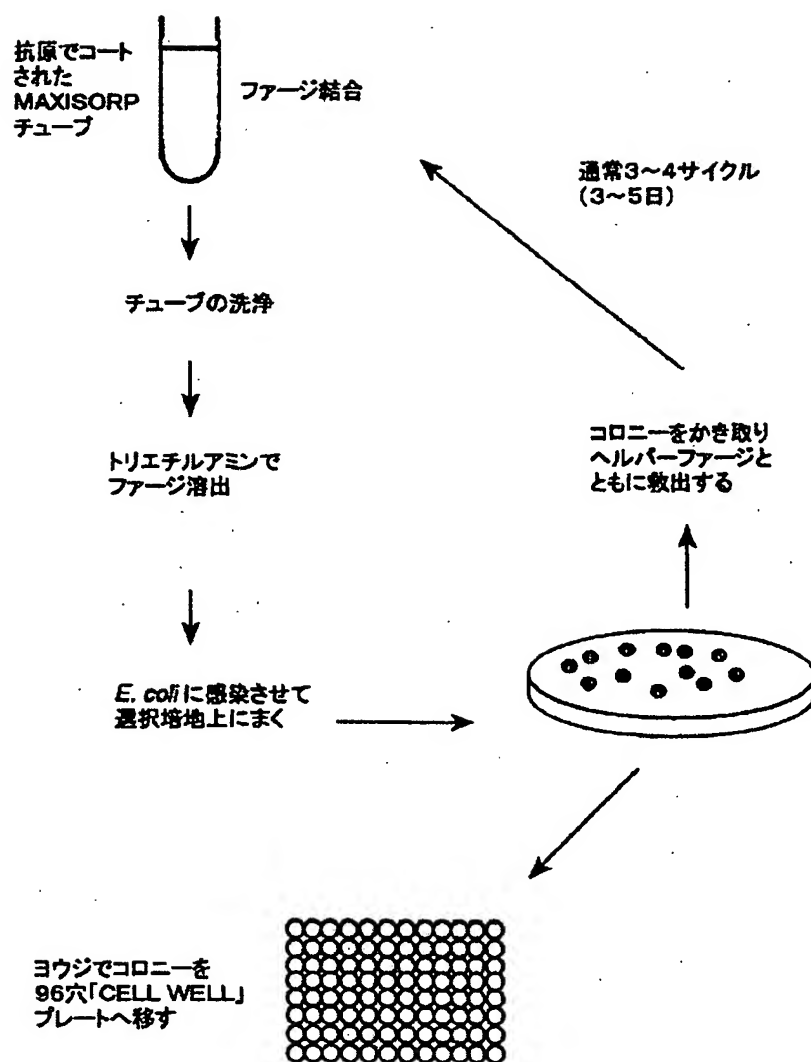 抗原でコート
された
MAXISORP
チューブ
ファージ結合
通常3～4サイクル
(3～5日)
チューブの洗浄
トリエチルアミンで
ファージ溶出
コロニーをかき取り
ヘルパーファージと
ともに救出する
E. coliに感染させて
選択培地上にまく
ヨウジでコロニーを
96穴「CELL WELL」
プレートへ移す